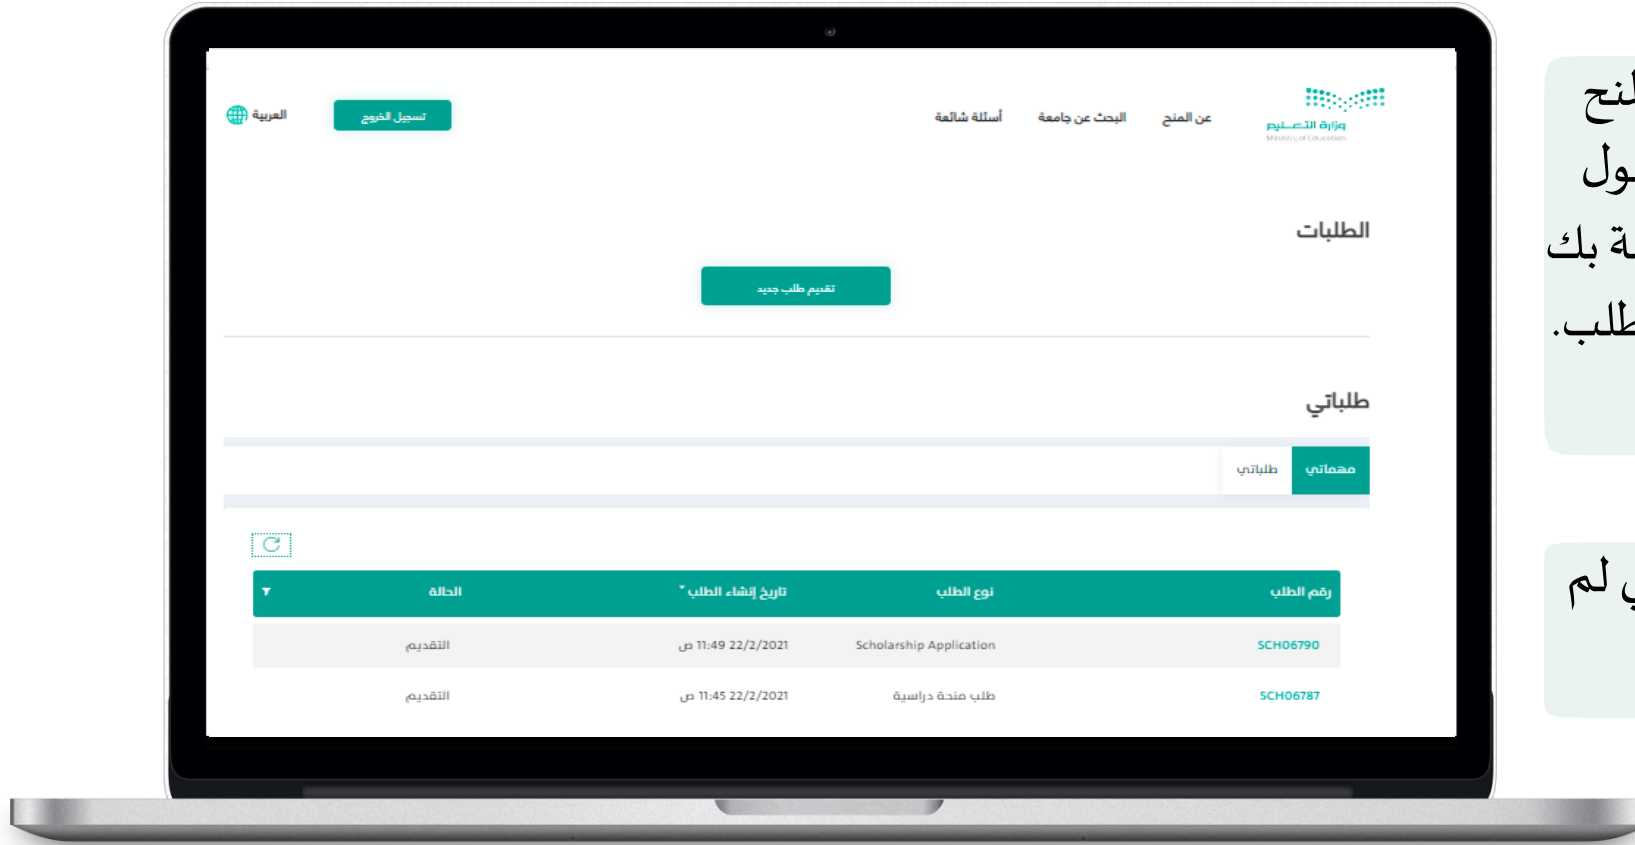 وزارة التعليم
Ministry of Education
عن المنح
البحث عن جامعة
أسئلة شائعة
تسجيل الخروج
العربية
الطلبات
تقديم طلب جديد
طلباتي
مهماتي
طلباتي
رقم الطلب نوع الطلب تاريخ إنشاء الطلب الحالة
SCH06790 Scholarship Application 22/2/2021 11:49 ص التقديم
SCH06787 طلب منحة دراسية 22/2/2021 11:45 ص التقديم
بك
لم